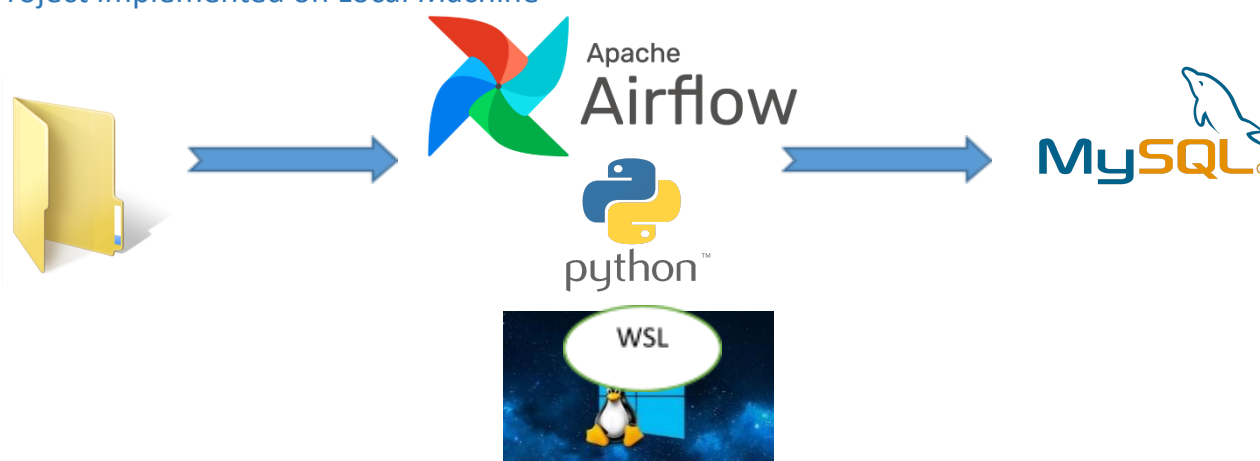 roject Implemented on Local Machine
Apache
Airflow
MySQL
python™
WSL